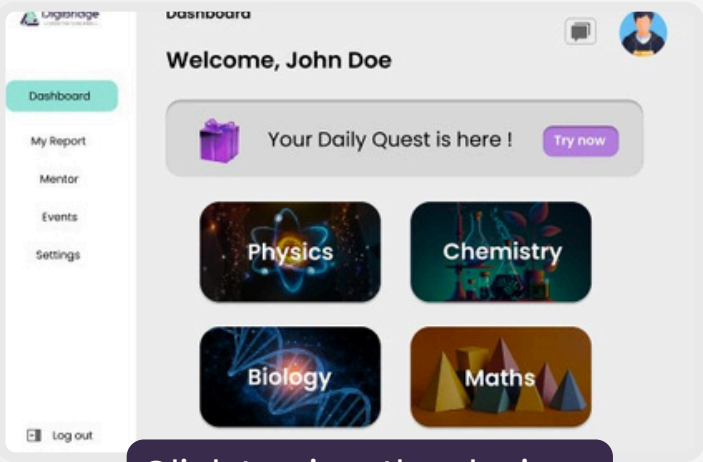 Digibridge
Dashboard
Welcome, John Doe
Dashboard
Your Daily Quest is here !
Try now
My Report
Mentor
Events
Settings
Physics
Chemistry
Biology
Maths
Log out